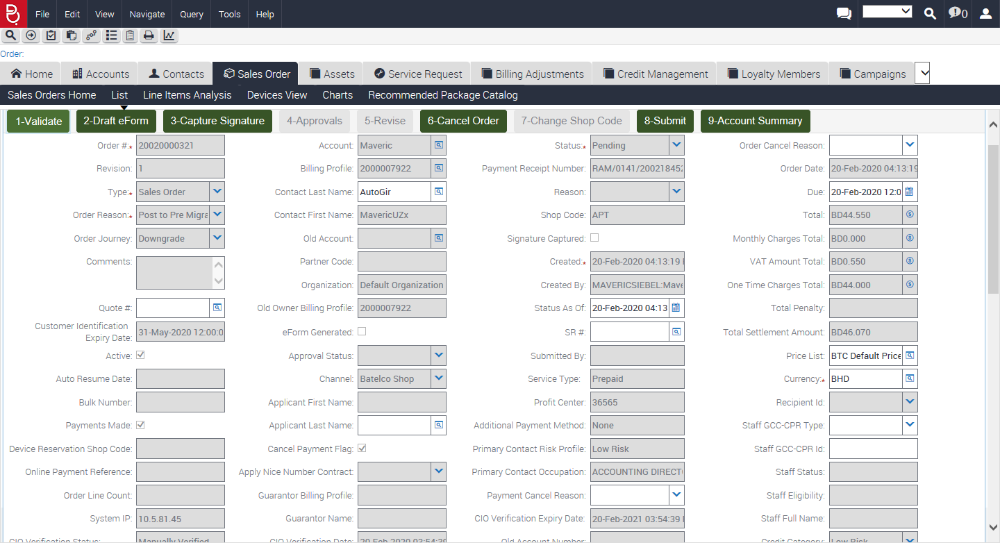 File Edit View Navigate Query Tools Help 0
Order:
Home Accounts Contacts Sales Order Assets Service Request Billing Adjustments Credit Management Loyalty Members Campaigns
Sales Orders Home List Line Items Analysis Devices View Charts Recommended Package Catalog
1-Validate 2-Draft eForm 3-Capture Signature 4-Approvals 5-Revise 6-Cancel Order 7-Change Shop Code 8-Submit 9-Account Summary
Order #:* 20020000321 Account: Maveric Status:* Pending Order Cancel Reason:
Revision: 1 Billing Profile: 2000007922 Payment Receipt Number: RAM/0141/200218452 Order Date: 20-Feb-2020 04:13:19
Type:* Sales Order Contact Last Name: AutoGir Reason: Due: 20-Feb-2020 12:0
Order Reason:* Post to Pre Migra Contact First Name: MavericUZx Shop Code: APT Total: BD44.550
Order Journey: Downgrade Old Account: Signature Captured: Monthly Charges Total: BD0.000
Comments: Partner Code: Created:* 20-Feb-2020 04:13:19 VAT Amount Total: BD0.550
Organization: Default Organization Created By: MAVERICSIEBEL:Mave One Time Charges Total: BD44.000
Quote #: Old Owner Billing Profile: 2000007922 Status As Of: 20-Feb-2020 04:13 Total Penalty:
Customer Identification
Expiry Date: 31-May-2020 12:00:0 eForm Generated: SR #: Total Settlement Amount: BD46.070
Active: Approval Status: Submitted By: Price List: BTC Default Price
Auto Resume Date: Channel: Batelco Shop Service Type: Prepaid Currency:* BHD
Bulk Number: Applicant First Name: Profit Center: 36565 Recipient Id:
Payments Made: Applicant Last Name: Additional Payment Method: None Staff GCC-CPR Type:
Device Reservation Shop Code: Cancel Payment Flag: Primary Contact Risk Profile: Low Risk Staff GCC-CPR Id:
Online Payment Reference: Apply Nice Number Contract: Primary Contact Occupation: ACCOUNTING DIRECT Staff Status:
Order Line Count: Guarantor Billing Profile: Payment Cancel Reason: Staff Eligibility:
System IP: 10.5.81.45 Guarantor Name: CIO Verification Expiry Date: 20-Feb-2021 03:54:39 Staff Full Name:
CIO Verification Status: Manually Verified CIO Verification Date: 20-Feb-2020 03:54:39 Old Account Number: Credit Category: Low Risk